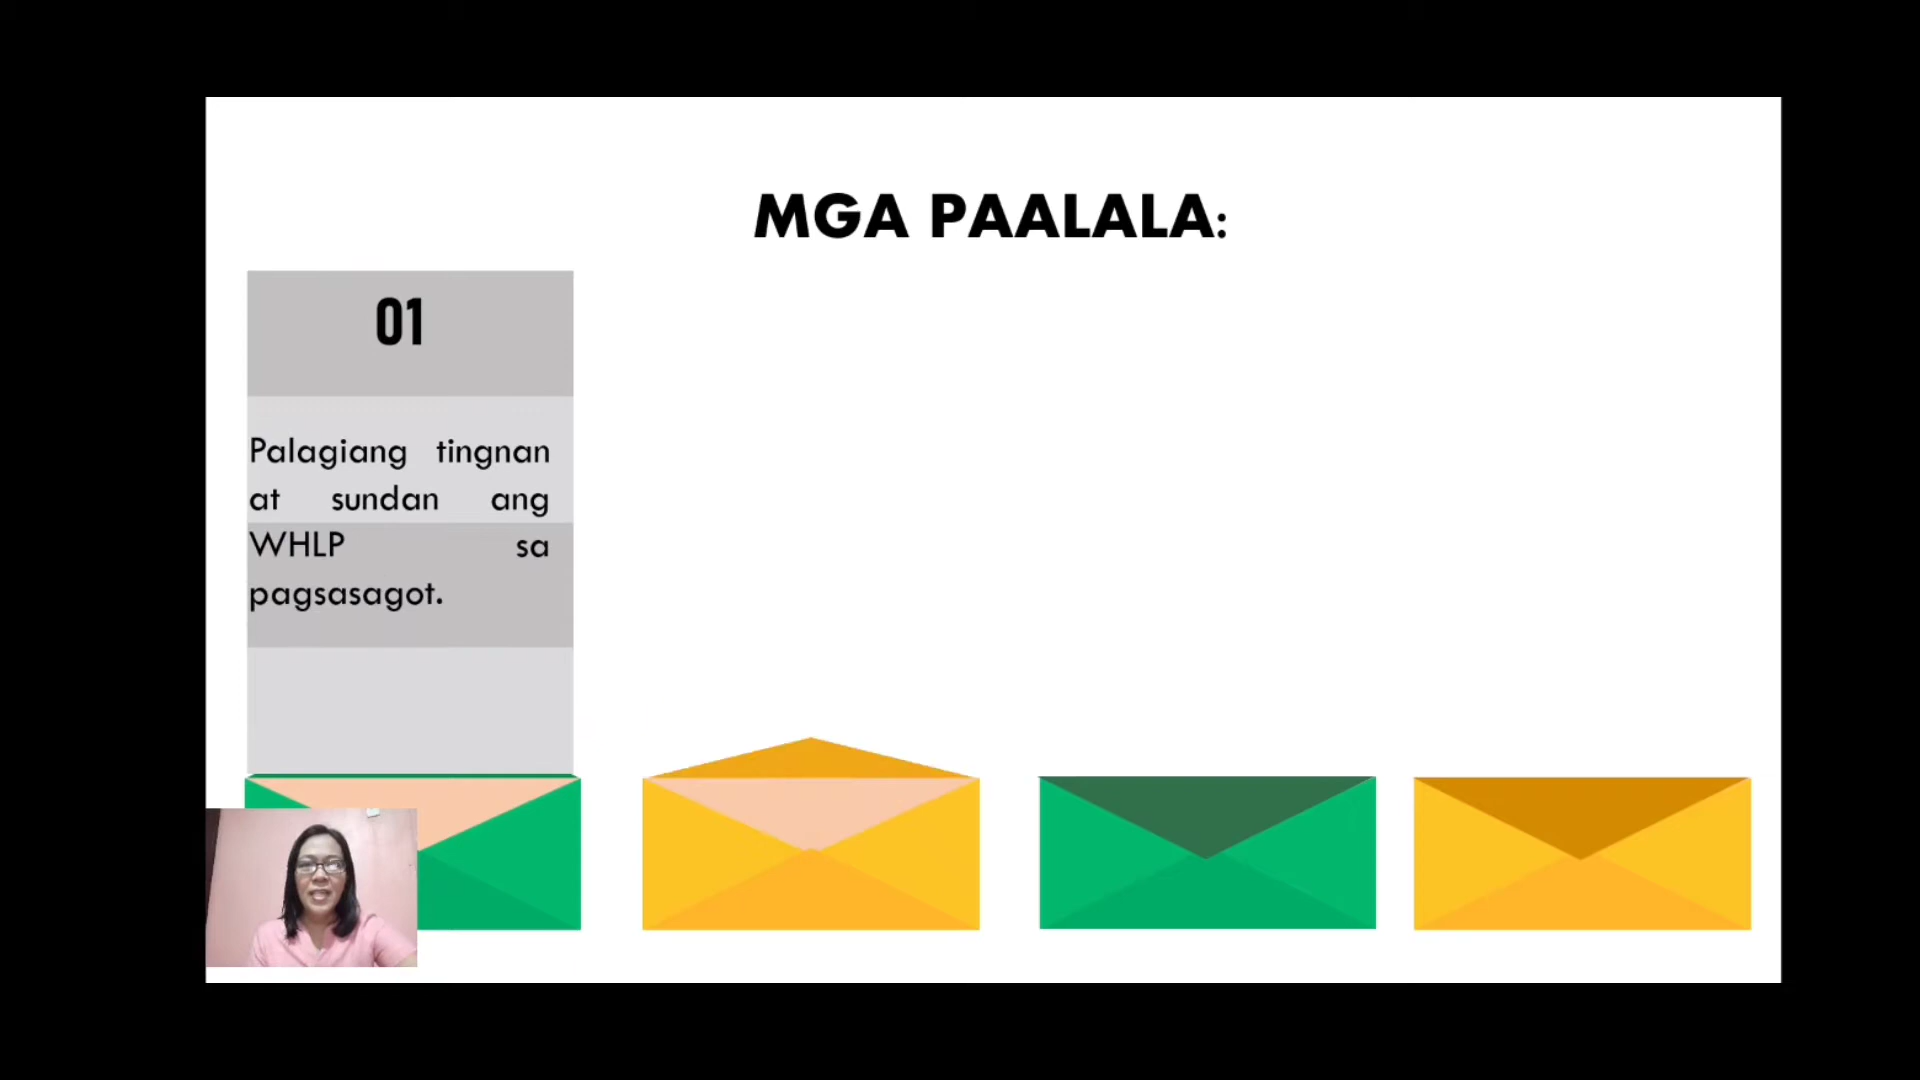 MGA PAALALA:
01
Palagiang tingnan
at sundan ang
WHLP sa
pagsasagot.